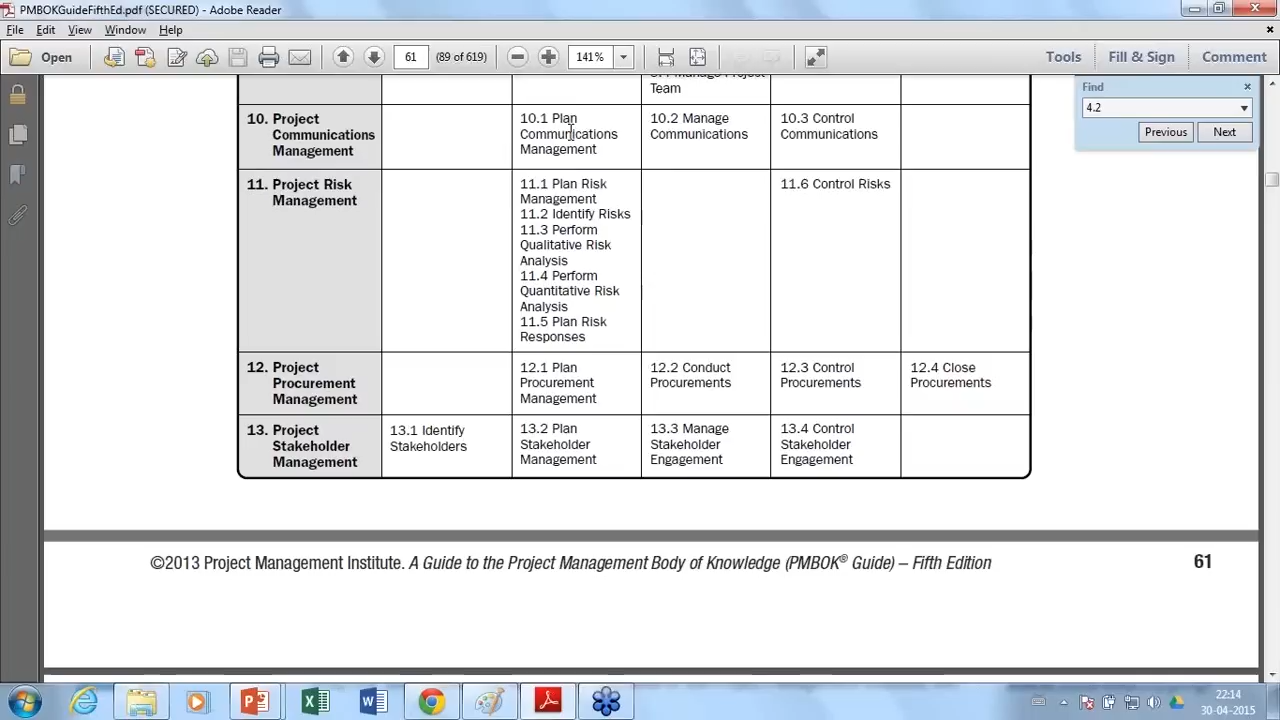 PMBOKGuideFifthEd.pdf (SECURED) - Adobe Reader
File Edit View Window Help
Open 61 (89 of 619) 141% Tools Fill & Sign Comment
Find
4.2
Previous Next
Team
10. Project Communications Management
10.1 Plan Communications Management
10.2 Manage Communications
10.3 Control Communications
11. Project Risk Management
11.1 Plan Risk Management
11.2 Identify Risks
11.3 Perform Qualitative Risk Analysis
11.4 Perform Quantitative Risk Analysis
11.5 Plan Risk Responses
11.6 Control Risks
12. Project Procurement Management
12.1 Plan Procurement Management
12.2 Conduct Procurements
12.3 Control Procurements
12.4 Close Procurements
13. Project Stakeholder Management
13.1 Identify Stakeholders
13.2 Plan Stakeholder Management
13.3 Manage Stakeholder Engagement
13.4 Control Stakeholder Engagement
©2013 Project Management Institute. A Guide to the Project Management Body of Knowledge (PMBOK® Guide) – Fifth Edition 61
22:14
30-04-2015